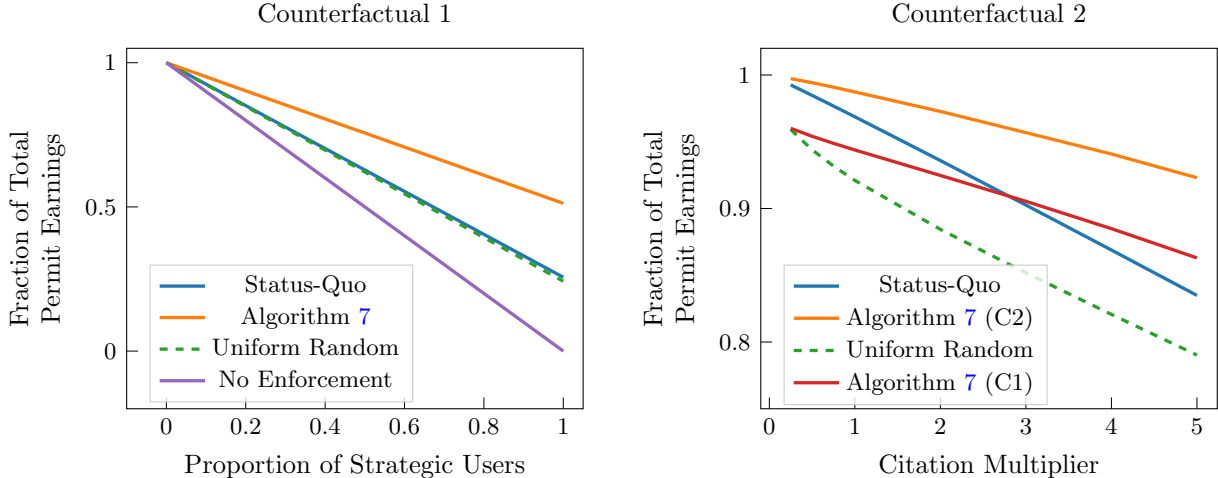 Counterfactual 1
Fraction of Total
Permit Earnings
1
0.5
0
Status-Quo
Algorithm 7
Uniform Random
No Enforcement
0
0.2
0.4
0.6
0.8
1
Proportion of Strategic Users
Counterfactual 2
Fraction of Total
Permit Earnings
1
0.9
0.8
Status-Quo
Algorithm 7 (C2)
Uniform Random
Algorithm 7 (C1)
0
1
2
3
4
5
Citation Multiplier